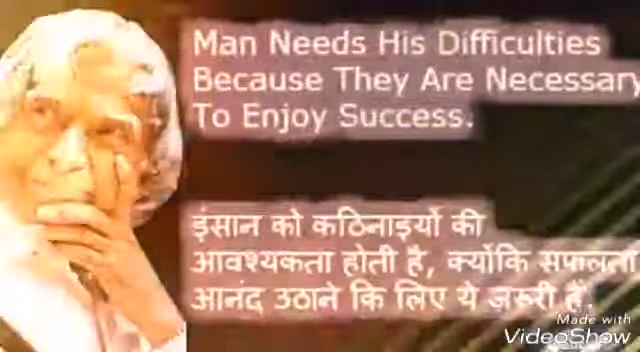 Man Needs His Difficulties
Because They Are Necessary
To Enjoy Success.
इंसान को कठिनाइयों की
आवश्यकता होती है, क्योंकि सफलता
आनंद उठाने कि लिए ये जरूरी हैं.
Made with
VideoShow